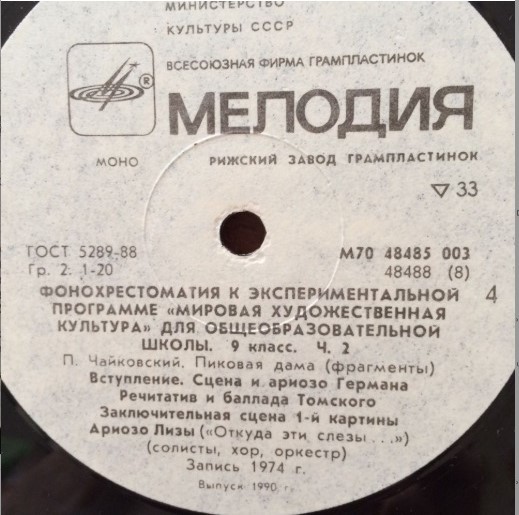 МИНИСТЕРСТВО
КУЛЬТУРЫ СССР
ВСЕСОЮЗНАЯ ФИРМА ГРАМПЛАСТИНОК
®
МЕЛОДИЯ
МОНО РИЖСКИЙ ЗАВОД ГРАМПЛАСТИНОК
▽ 33
ГОСТ 5289-88 М70 48485 003
Гр. 2. 1-20 48488 (8)
ФОНОХРЕСТОМАТИЯ К ЭКСПЕРИМЕНТАЛЬНОЙ 4
ПРОГРАММЕ «МИРОВАЯ ХУДОЖЕСТВЕННАЯ
КУЛЬТУРА» ДЛЯ ОБЩЕОБРАЗОВАТЕЛЬНОЙ
ШКОЛЫ. 9 класс. Ч. 2
П. Чайковский. Пиковая дама (фрагменты)
Вступление. Сцена и ариозо Германа
Речитатив и баллада Томского
Заключительная сцена 1-й картины
Ариозо Лизы («Откуда эти слезы...»)
(солисты, хор, оркестр)
Запись 1974 г.
Выпуск 1990 г.